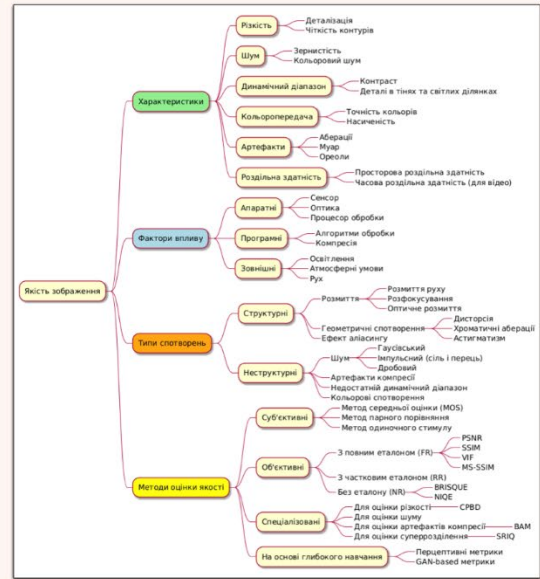 Якість зображення
Характеристики
Різкість
Деталізація
Чіткість контурів
Шум
Зернистість
Кольоровий шум
Динамічний діапазон
Контраст
Деталі в тінях та світлих ділянках
Кольоропередача
Точність кольорів
Насиченість
Артефакти
Аберації
Муар
Ореоли
Роздільна здатність
Просторова роздільна здатність
Часова роздільна здатність (для відео)
Фактори впливу
Апаратні
Сенсор
Оптика
Процесор обробки
Програмні
Алгоритми обробки
Компресія
Зовнішні
Освітлення
Атмосферні умови
Рух
Типи спотворень
Структурні
Розмиття
Розмиття руху
Розфокусування
Оптичне розмиття
Геометричні спотворення
Дисторсія
Хроматичні аберації
Астигматизм
Ефект аліасингу
Неструктурні
Шум
Гаусівський
Імпульсний (сіль і перець)
Дробовий
Артефакти компресії
Недостатній динамічний діапазон
Кольорові спотворення
Методи оцінки якості
Суб'єктивні
Метод середньої оцінки (MOS)
Метод парного порівняння
Метод одиночного стимулу
Об'єктивні
З повним еталоном (FR)
PSNR
SSIM
VIF
MS-SSIM
З частковим еталоном (RR)
Без еталону (NR)
BRISQUE
NIQE
Спеціалізовані
Для оцінки різкості
CPBD
Для оцінки шуму
Для оцінки артефактів компресії
BAM
Для оцінки суперрозділення
SRIQ
На основі глибокого навчання
Перцептивні метрики
GAN-based метрики